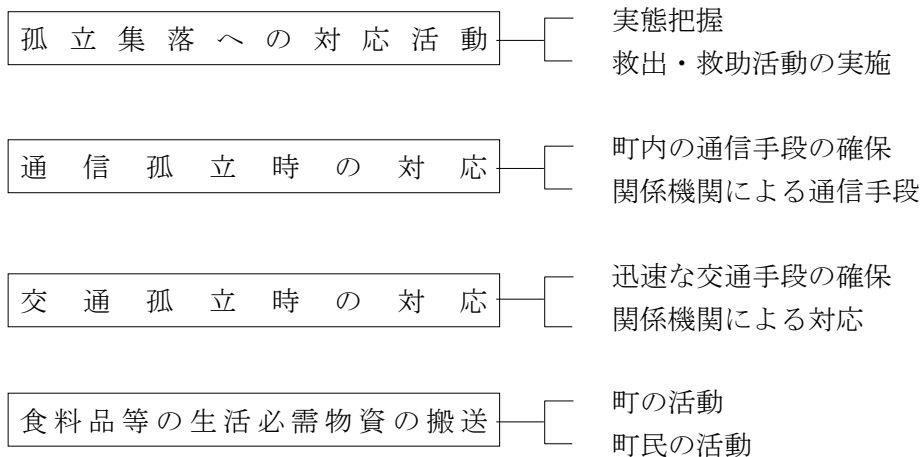 孤立集落への対応活動
実態把握
救出・救助活動の実施
通信孤立時の対応
町内の通信手段の確保
関係機関による通信手段
交通孤立時の対応
迅速な交通手段の確保
関係機関による対応
食料品等の生活必需物資の搬送
町の活動
町民の活動